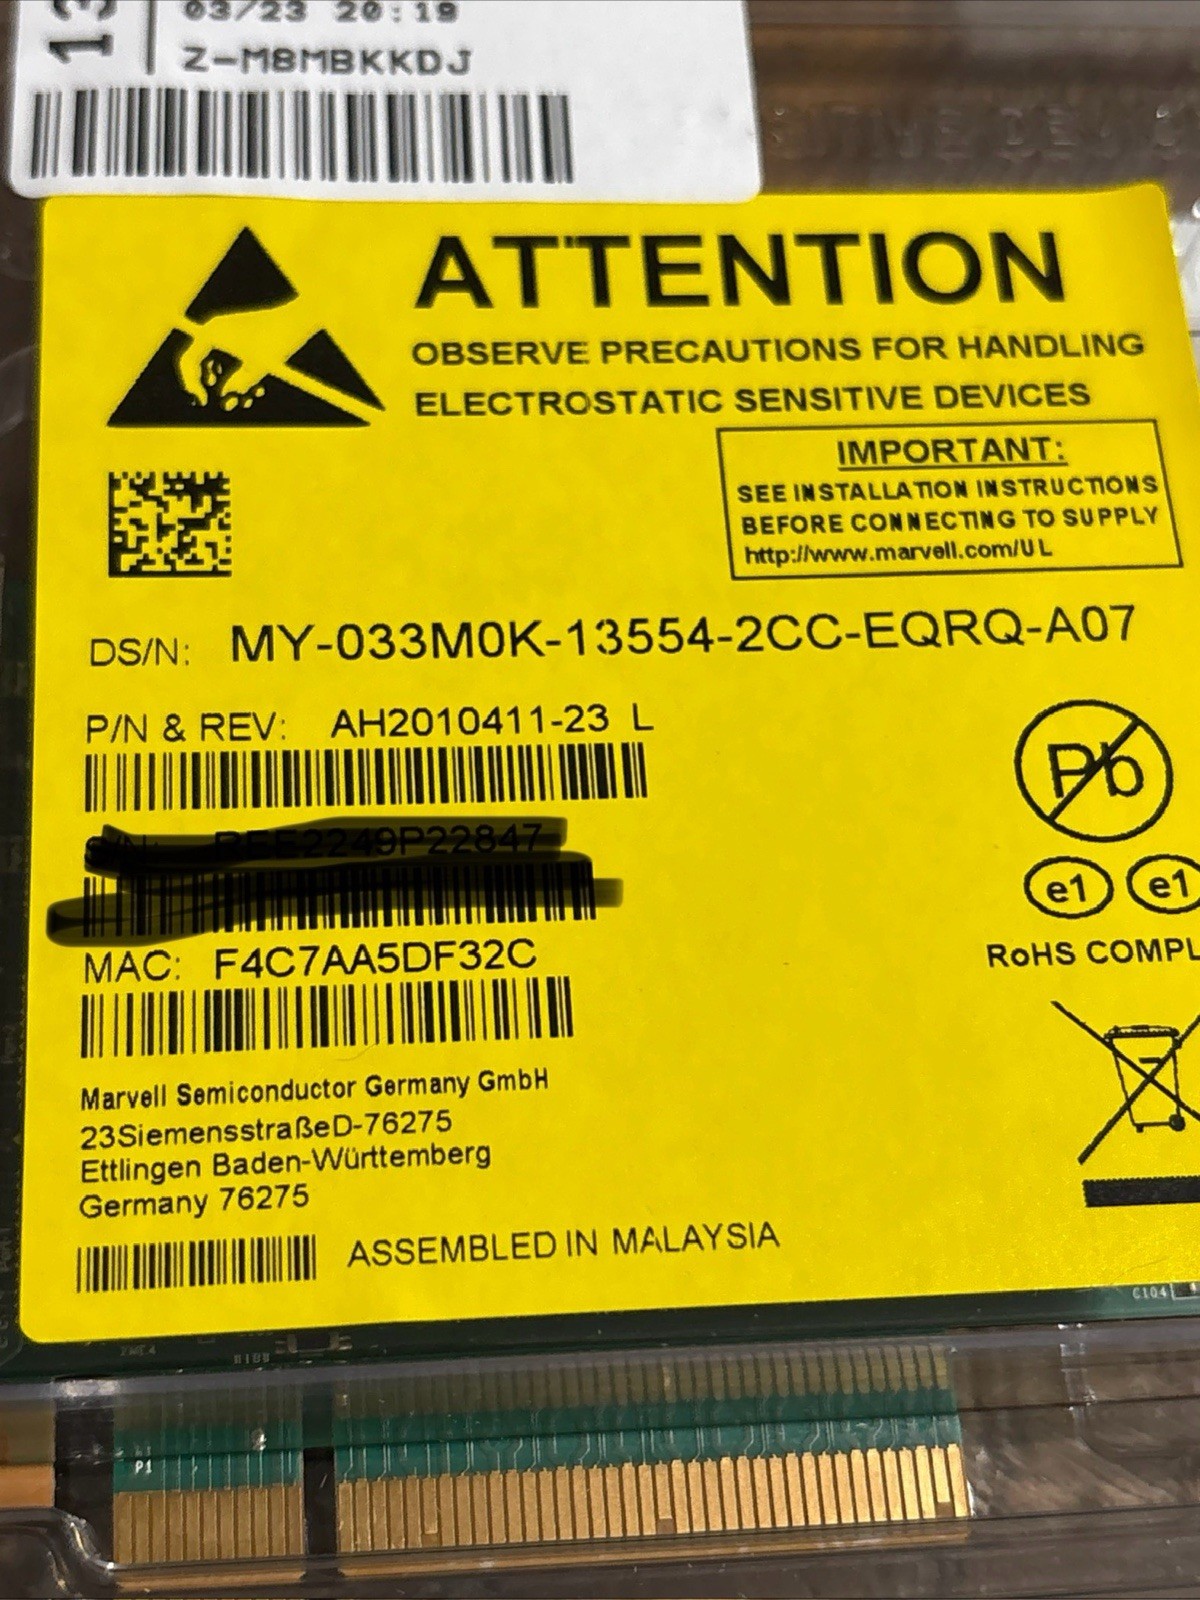 13
03/23 20:19
Z-M8MBKKDJ
ATTENTION
OBSERVE PRECAUTIONS FOR HANDLING
ELECTROSTATIC SENSITIVE DEVICES
IMPORTANT:
SEE INSTALLATION INSTRUCTIONS
BEFORE CONNECTING TO SUPPLY
http://www.marvell.com/UL
DS/N: MY-033M0K-13554-2CC-EQRQ-A07
P/N & REV: AH2010411-23 L
Pb
S/N:
e1 e1
MAC: F4C7AA5DF32C
RoHS COMPL
Marvell Semiconductor Germany GmbH
23SiemensstraßeD-76275
Ettlingen Baden-Württemberg
Germany 76275
ASSEMBLED IN MALAYSIA
C104
P1